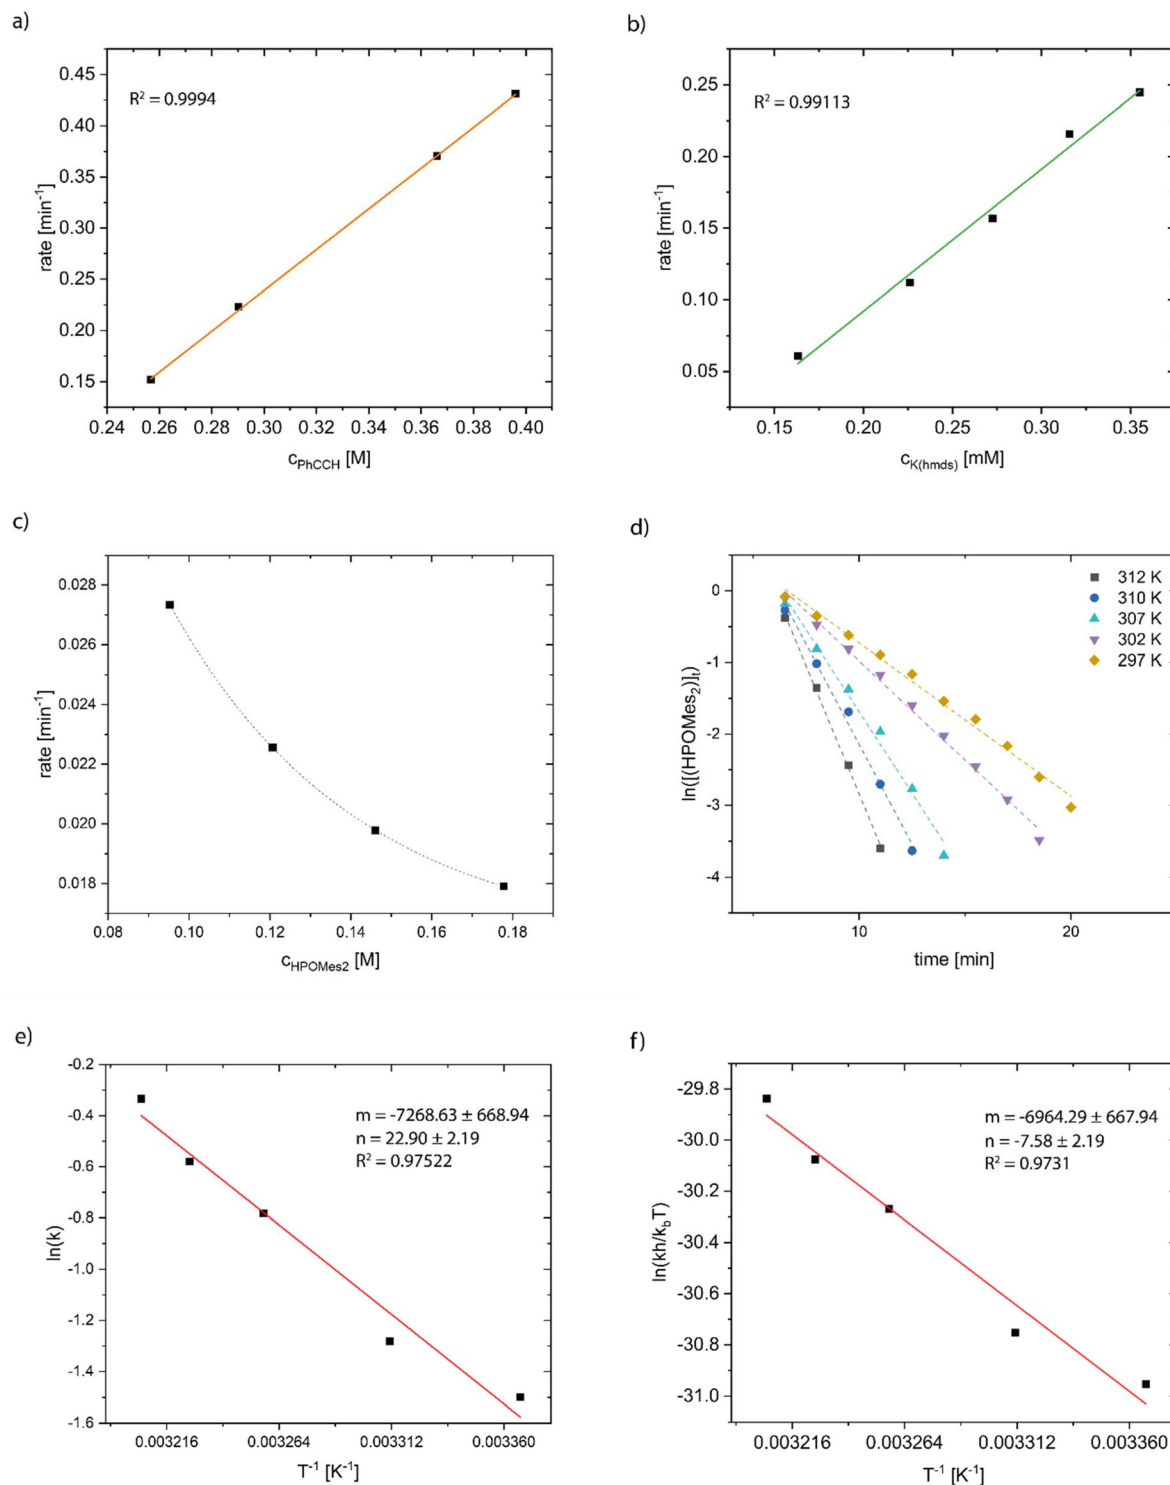 a)
R² = 0.9994
rate [min⁻¹]
0.45
0.40
0.35
0.30
0.25
0.20
0.15
0.24 0.26 0.28 0.30 0.32 0.34 0.36 0.38 0.40
c_PhCCH [M]
b)
R² = 0.99113
rate [min⁻¹]
0.25
0.20
0.15
0.10
0.05
0.15 0.20 0.25 0.30 0.35
c_K(hmds) [mM]
c)
rate [min⁻¹]
0.028
0.026
0.024
0.022
0.020
0.018
0.08 0.10 0.12 0.14 0.16 0.18
c_HPOMes2 [M]
d)
312 K
310 K
307 K
302 K
297 K
ln([(HPOMes₂)]ₜ)
0
-1
-2
-3
-4
10 20
time [min]
e)
m = -7268.63 ± 668.94
n = 22.90 ± 2.19
R² = 0.97522
ln(k)
-0.2
-0.4
-0.6
-0.8
-1.0
-1.2
-1.4
-1.6
0.003216 0.003264 0.003312 0.003360
T⁻¹ [K⁻¹]
f)
m = -6964.29 ± 667.94
n = -7.58 ± 2.19
R² = 0.9731
ln(kh/k_bT)
-29.8
-30.0
-30.2
-30.4
-30.6
-30.8
-31.0
0.003216 0.003264 0.003312 0.003360
T⁻¹ [K⁻¹]